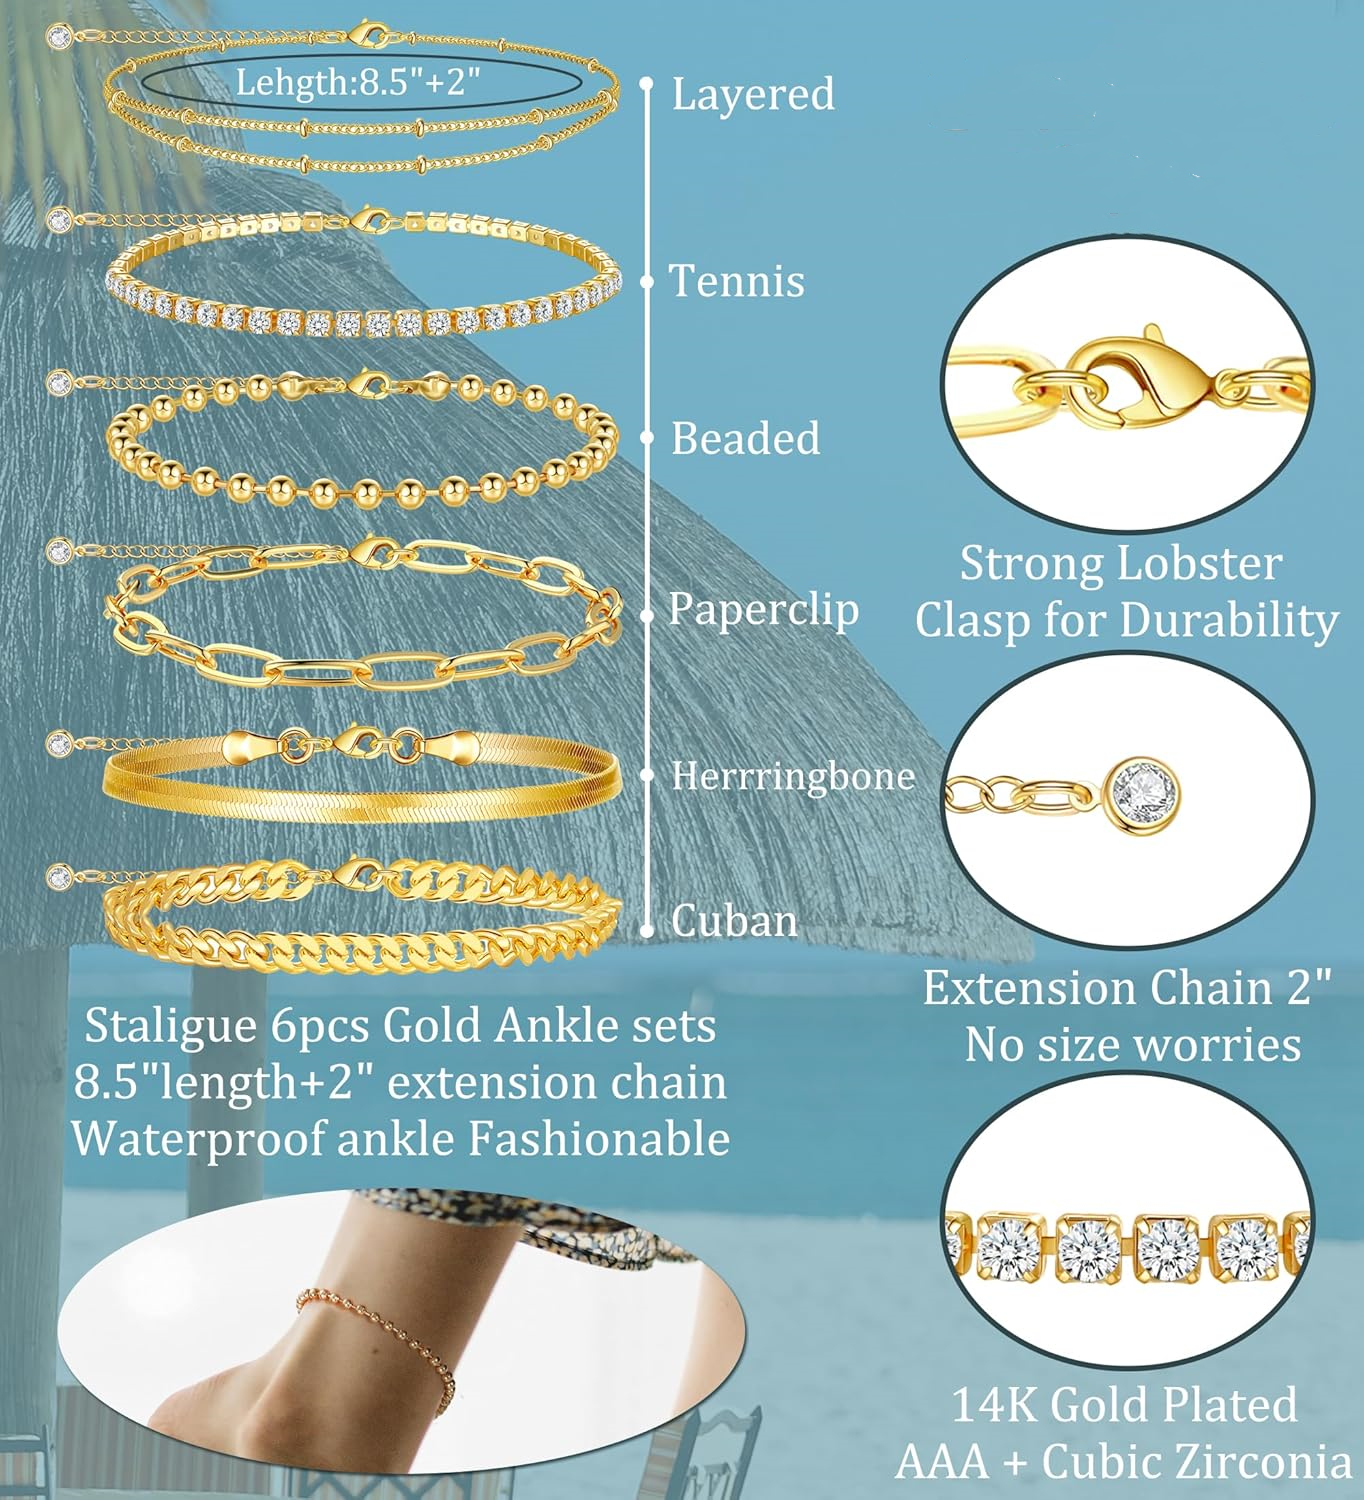 Lehgth:8.5"+2"
Layered
Tennis
Beaded
Paperclip
Herrringbone
Cuban
Strong Lobster
Clasp for Durability
Extension Chain 2"
No size worries
Staligue 6pcs Gold Ankle sets
8.5"length+2" extension chain
Waterproof ankle Fashionable
14K Gold Plated
AAA + Cubic Zirconia